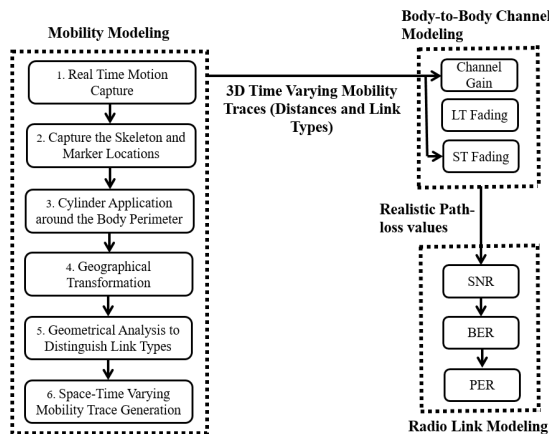 Mobility Modeling
1. Real Time Motion
Capture
2. Capture the Skeleton and
Marker Locations
3. Cylinder Application
around the Body Perimeter
4. Geographical
Transformation
5. Geometrical Analysis to
Distinguish Link Types
6. Space-Time Varying
Mobility Trace Generation
3D Time Varying Mobility
Traces (Distances and Link
Types)
Body-to-Body Channel
Modeling
Channel
Gain
LT Fading
ST Fading
Realistic Path-
loss values
SNR
BER
PER
Radio Link Modeling